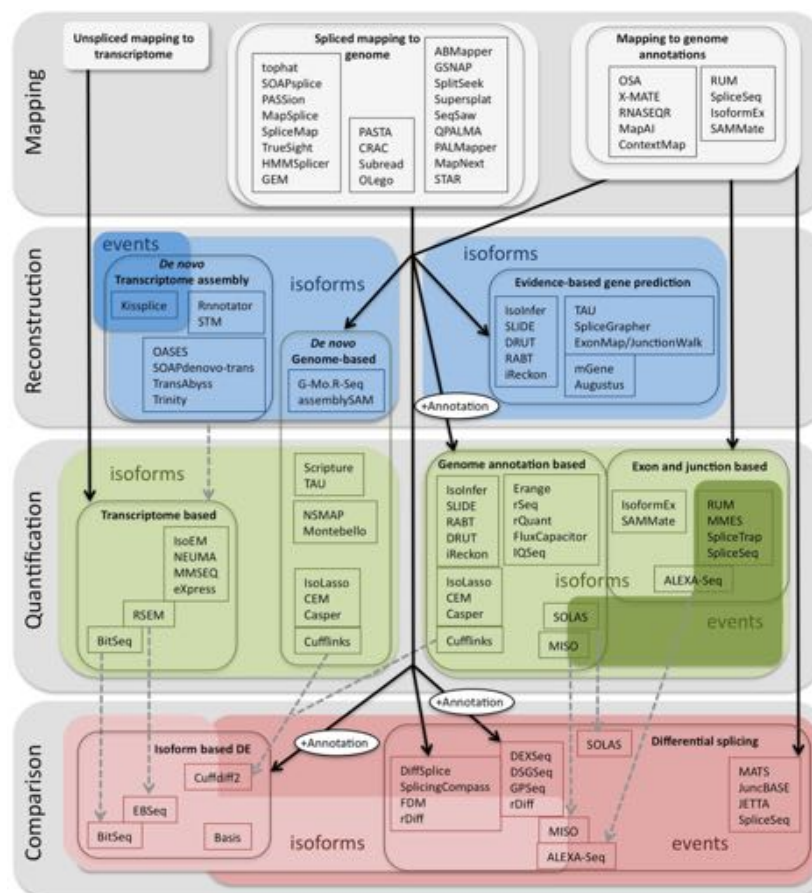 Mapping
Unspliced mapping to
transcriptome
Spliced mapping to
genome
tophat
SOAPsplice
PASSion
MapSplice
SpliceMap
TrueSight
HMMSplicer
GEM
PASTA
CRAC
Subread
OLego
ABMapper
GSNAP
SplitSeek
Supersplat
SeqSaw
QPALMA
PALMapper
MapNext
STAR
Mapping to genome
annotations
OSA
X-MATE
RNASEQR
MapAl
ContextMap
RUM
SpliceSeq
IsoformEx
SAMMate
Reconstruction
events
isoforms
De novo
Transcriptome assembly
Kissplice
Rnnotator
STM
OASES
SOAPdenovo-trans
TransAbyss
Trinity
De novo
Genome-based
G-Mo.R-Seq
assemblySAM
isoforms
Evidence-based gene prediction
IsoInfer
SLIDE
DRUT
RABT
iReckon
TAU
SpliceGrapher
ExonMap/JunctionWalk
mGene
Augustus
+Annotation
Quantification
isoforms
Transcriptome based
IsoEM
NEUMA
MMSEQ
eXpress
RSEM
BitSeq
Scripture
TAU
NSMAP
Montebello
IsoLasso
CEM
Casper
Cufflinks
Genome annotation based
IsoInfer
SLIDE
RABT
DRUT
iReckon
Erange
rSeq
rQuant
FluxCapacitor
IQSeq
IsoLasso
CEM
Casper
Cufflinks
isoforms
SOLAS
MISO
Exon and junction based
IsoformEx
SAMMate
RUM
MMES
SpliceTrap
SpliceSeq
ALEXA-Seq
events
Comparison
+Annotation
+Annotation
Isoform based DE
Cuffdiff2
EBSeq
BitSeq
Basis
isoforms
Differential splicing
SOLAS
DiffSplice
SplicingCompass
FDM
rDiff
DEXSeq
DSGSeq
GPSeq
rDiff
MISO
ALEXA-Seq
MATS
JuncBASE
JETTA
SpliceSeq
events